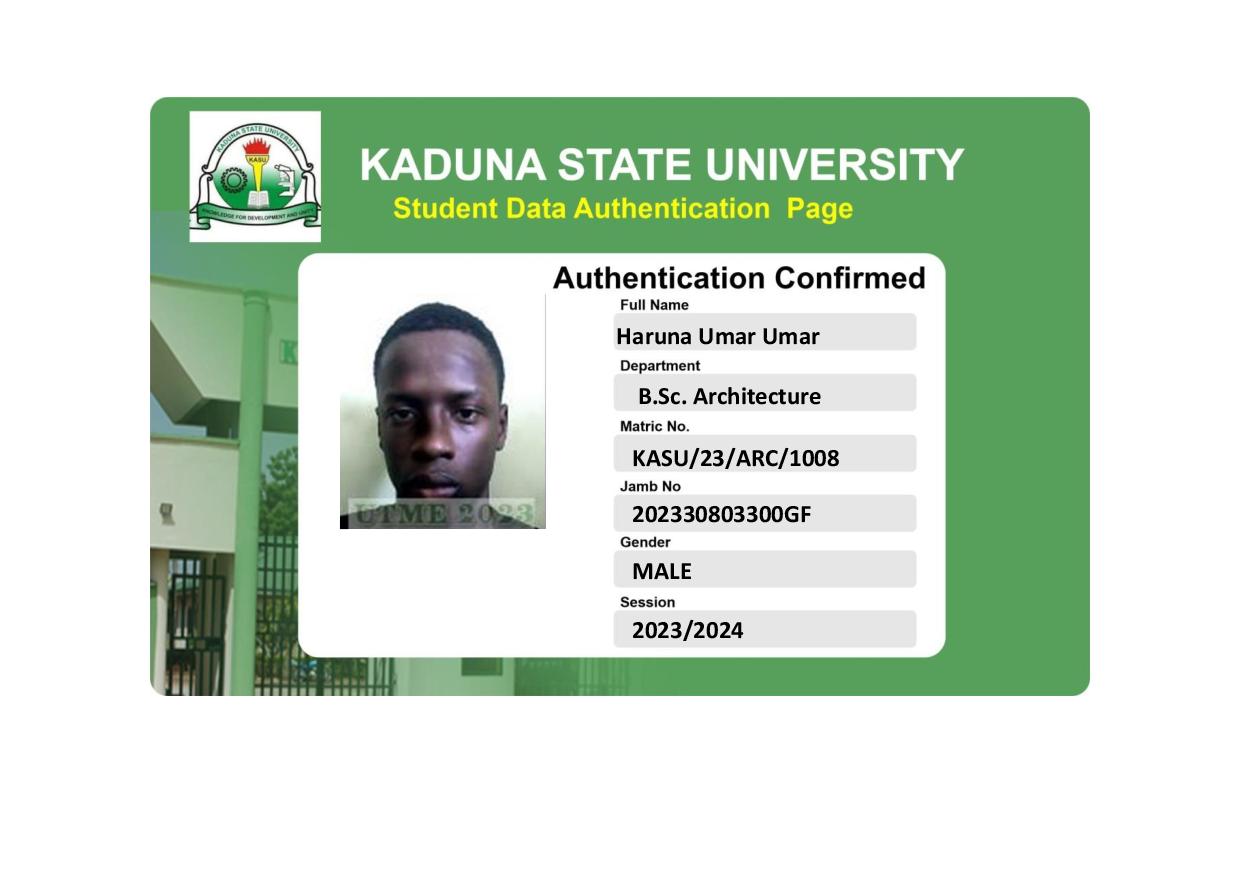 KADUNA STATE UNIVERSITY
KASU
KNOWLEDGE FOR DEVELOPMENT AND UNITY
KADUNA STATE UNIVERSITY
Student Data Authentication Page
Authentication Confirmed
Full Name
Haruna Umar Umar
Department
B.Sc. Architecture
Matric No.
KASU/23/ARC/1008
Jamb No
202330803300GF
Gender
MALE
Session
2023/2024
UTME 2023
K